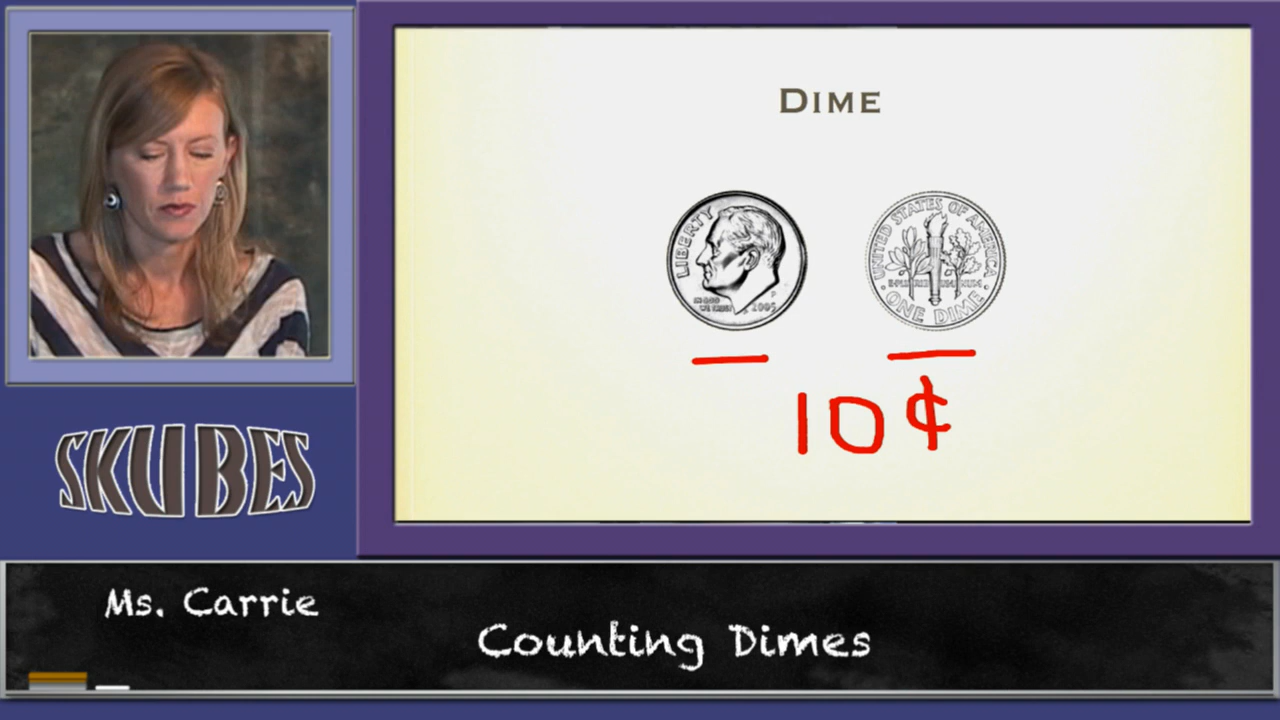 DIME
LIBERTY
IN GOD
WE TRUST
UNITED STATES OF AMERICA
E PLURIBUS UNUM
ONE DIME
10¢
SKUBES
Ms. Carrie
Counting Dimes